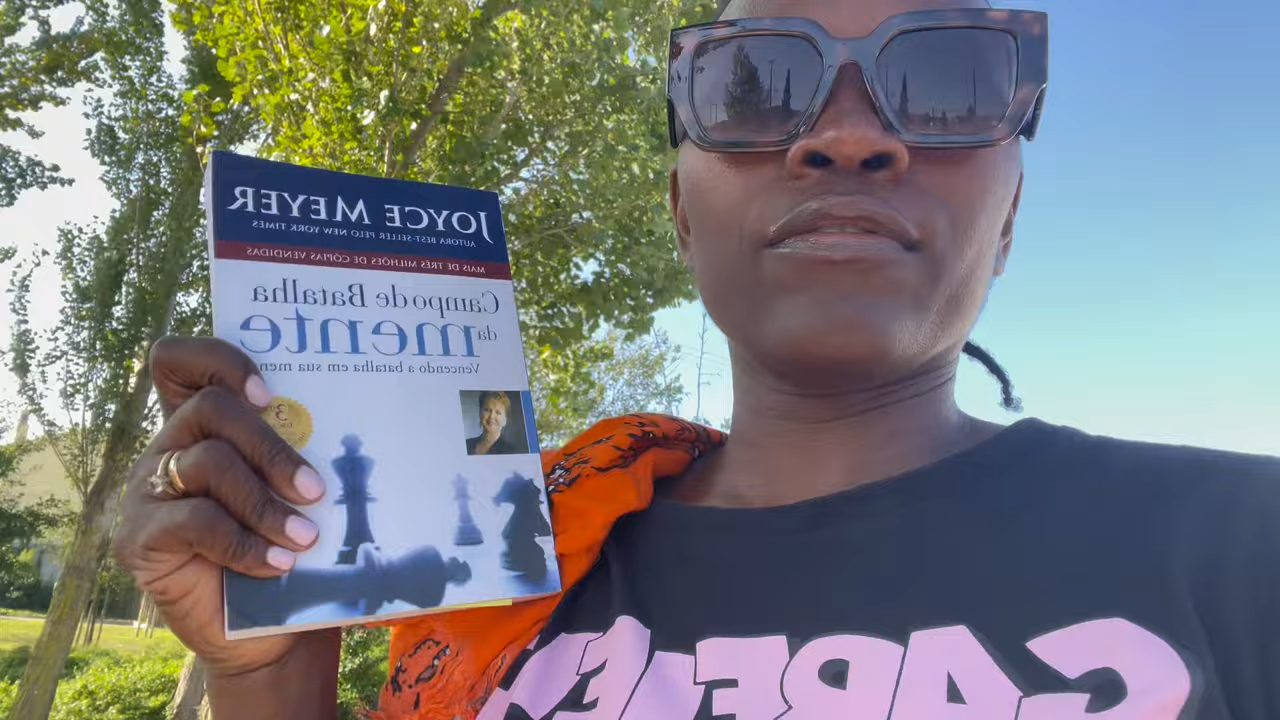 JOYCE MEYER
AUTORA BEST-SELLER PELO NEW YORK TIMES
MAIS DE TRÊS MILHÕES DE CÓPIAS VENDIDAS
Campo de Batalha
da mente
Vencendo a batalha em sua
3ª